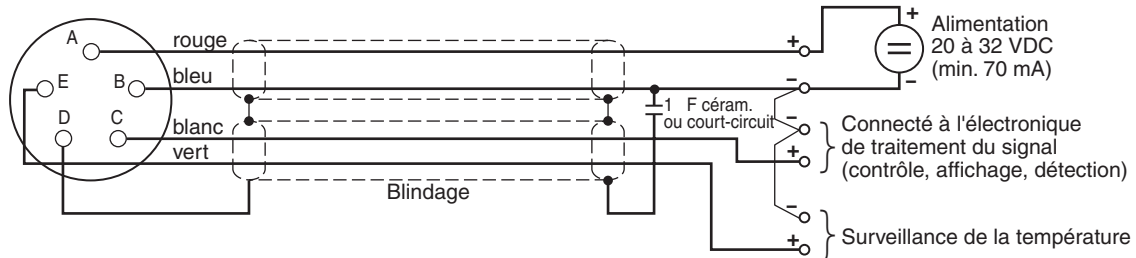 A
rouge
+
+
Alimentation
20 à 32 VDC
(min. 70 mA)
E
B
bleu
–
–
D
C
1 F céram.
ou court-circuit
blanc
–
+
Connecté à l'électronique
de traitement du signal
(contrôle, affichage, détection)
vert
Blindage
–
+
Surveillance de la température